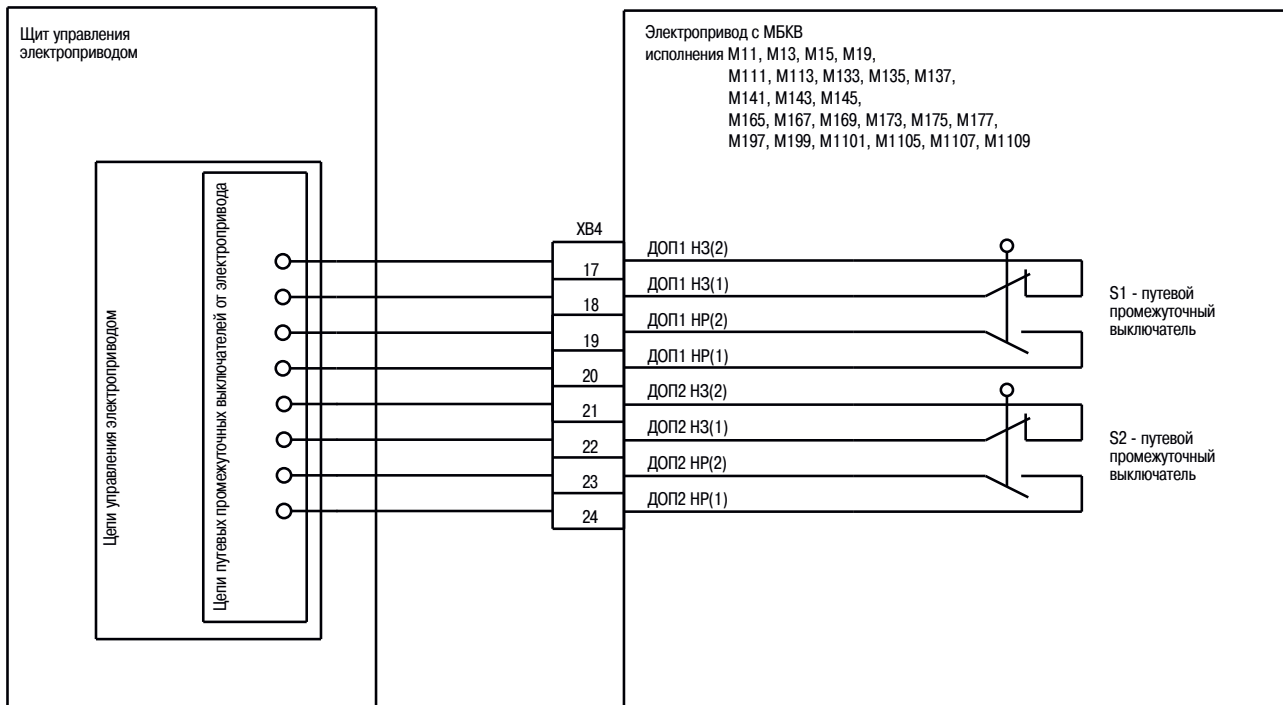 Щит управления
электроприводом
Цепи управления электроприводом
Цепи путевых промежуточных выключателей от электропривода
Электропривод с МБКВ
исполнения М11, М13, М15, М19,
М111, М113, М133, М135, М137,
М141, М143, М145,
М165, М167, М169, М173, М175, М177,
М197, М199, М1101, М1105, М1107, М1109
ХВ4
17
18
19
20
21
22
23
24
ДОП1 НЗ(2)
ДОП1 НЗ(1)
ДОП1 НР(2)
ДОП1 НР(1)
ДОП2 НЗ(2)
ДОП2 НЗ(1)
ДОП2 НР(2)
ДОП2 НР(1)
S1 - путевой
промежуточный
выключатель
S2 - путевой
промежуточный
выключатель